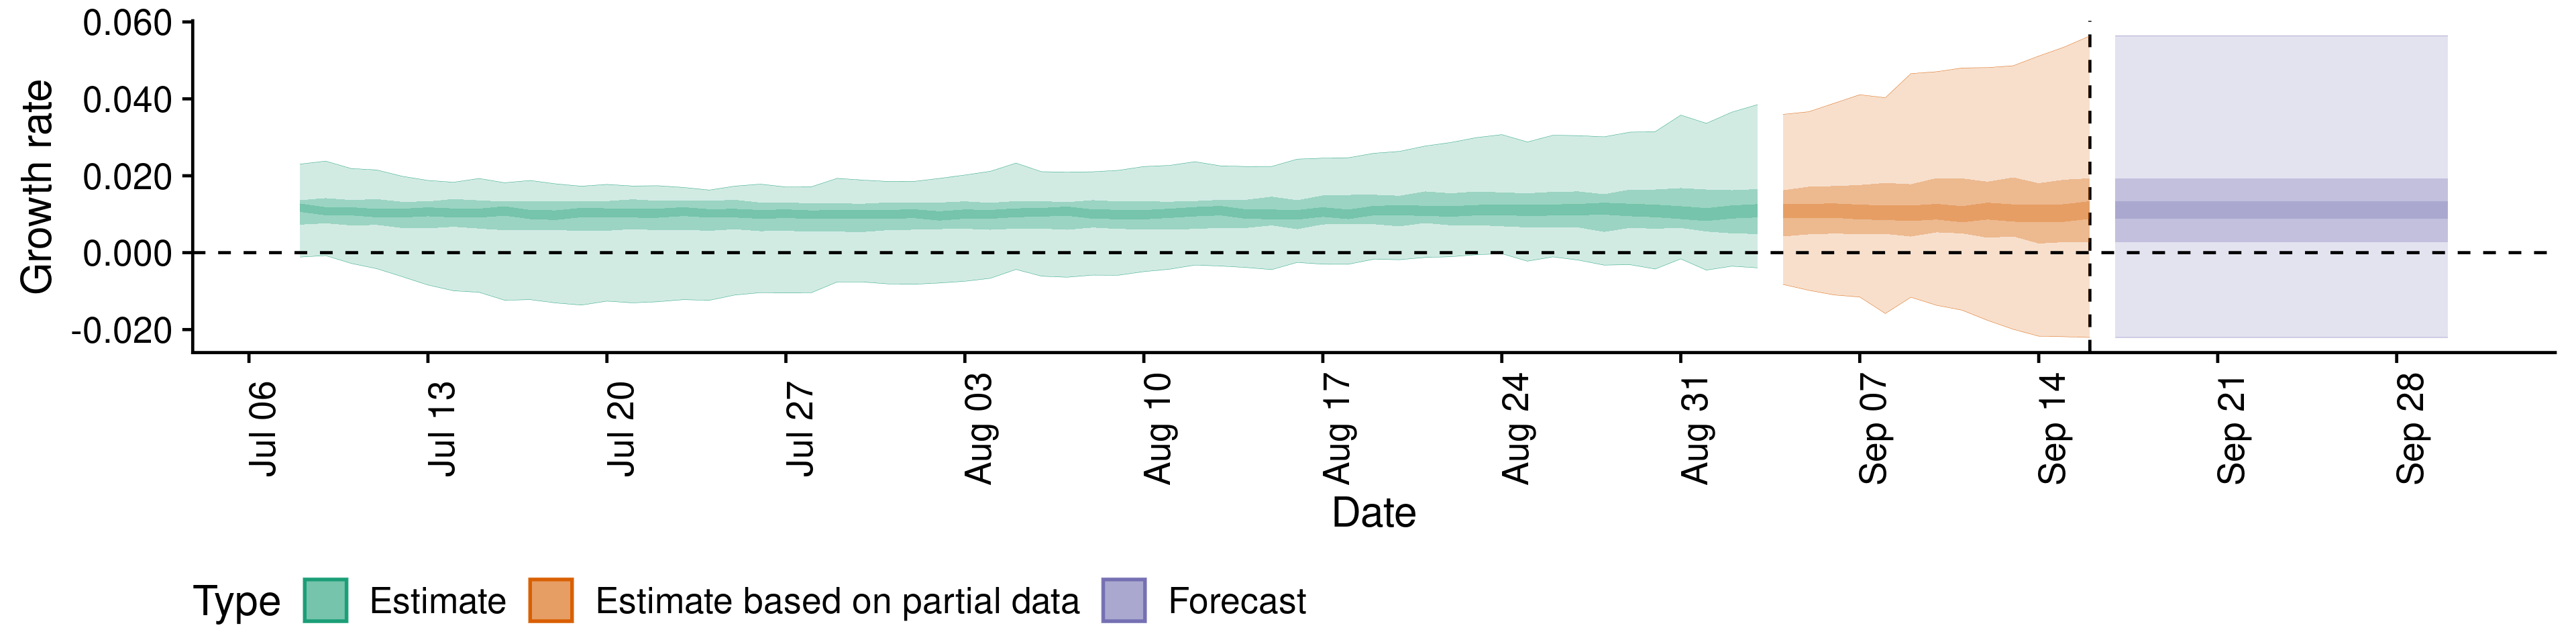 0.060
0.040
0.020
0.000
-0.020
Growth rate
Jul 06
Jul 13
Jul 20
Jul 27
Aug 03
Aug 10
Aug 17
Aug 24
Aug 31
Sep 07
Sep 14
Sep 21
Sep 28
Date
Type Estimate Estimate based on partial data Forecast